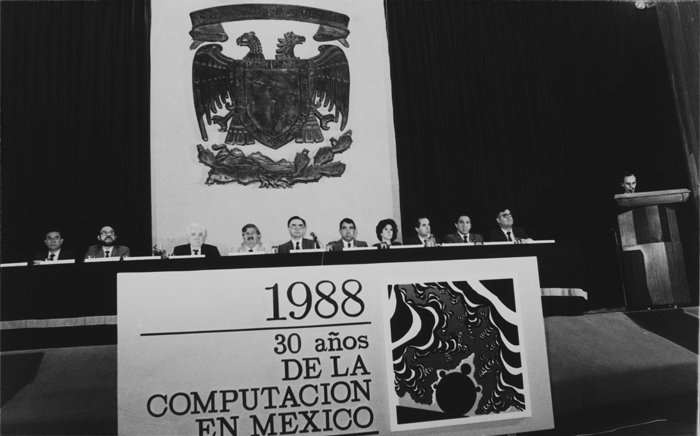 1988
30 años
DE LA
COMPUTACION
EN MEXICO